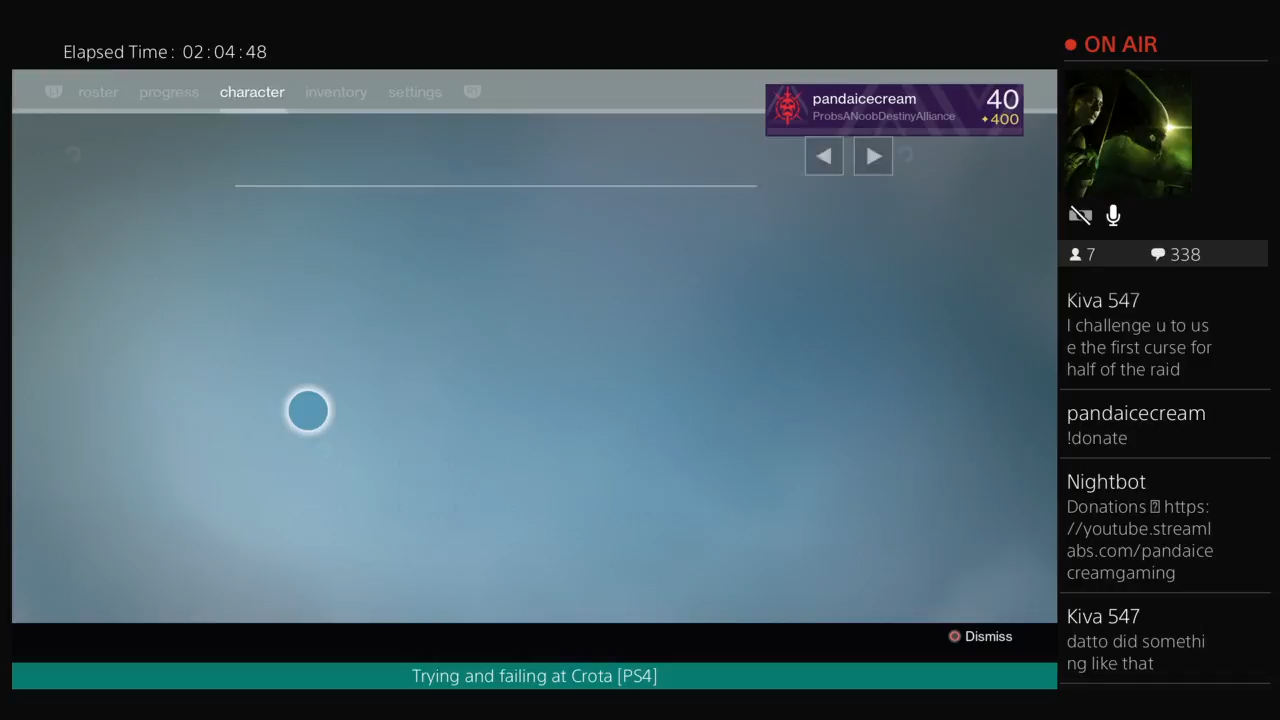 Elapsed Time: 02:04:48
ON AIR
roster progress character inventory settings
pandaicecream
ProbsANoobDestinyAlliance
40
400
7 338
Kiva 547
I challenge u to us
e the first curse for
half of the raid
pandaicecream
!donate
Nightbot
Donations https:
//youtube.streaml
abs.com/pandaice
creamgaming
Kiva 547
datto did somethi
ng like that
Dismiss
Trying and failing at Crota [PS4]